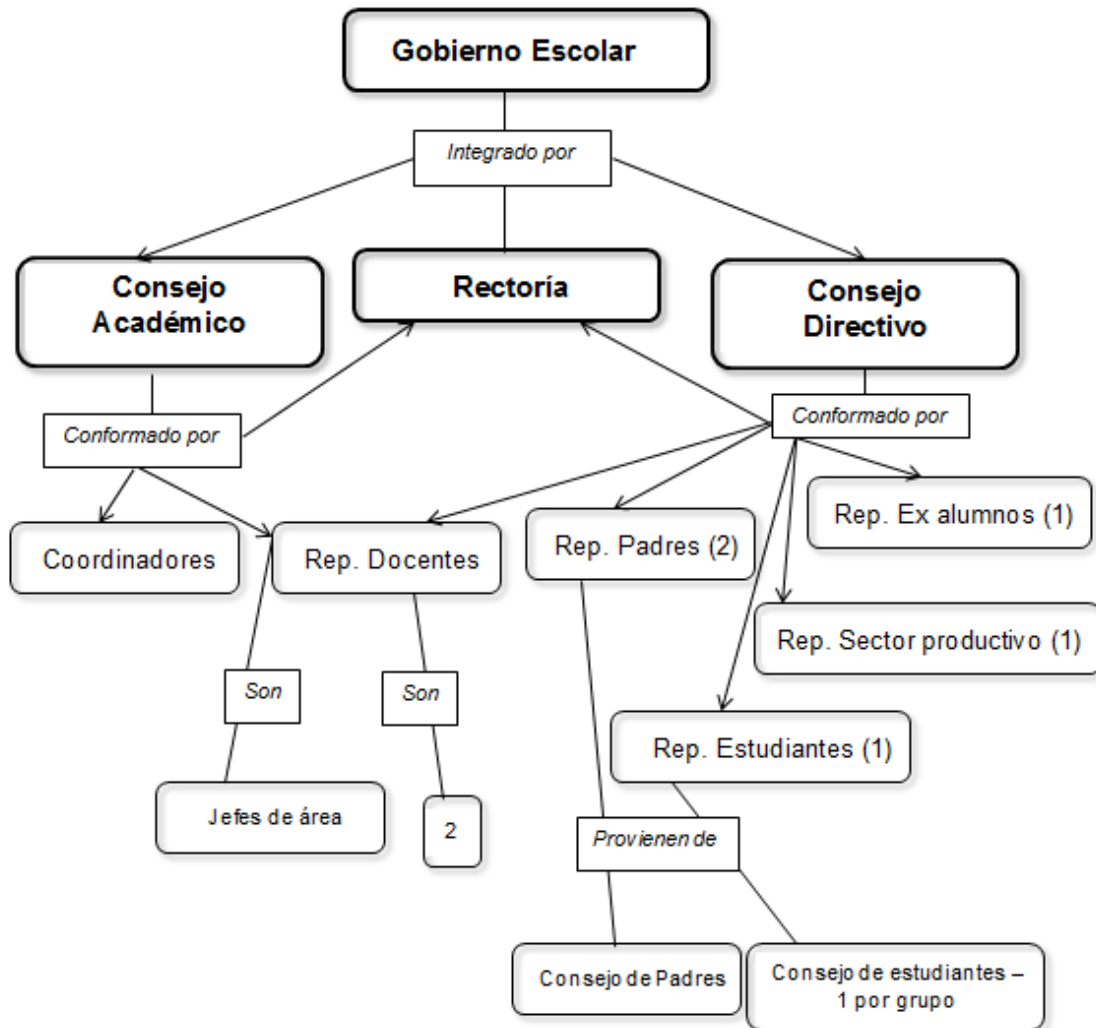 Gobierno Escolar
Integrado por
Consejo
Académico
Rectoría
Consejo
Directivo
Conformado por
Conformado por
Coordinadores
Rep. Docentes
Rep. Padres (2)
Rep. Ex alumnos (1)
Rep. Sector productivo (1)
Son
Son
Rep. Estudiantes (1)
Jefes de área
2
Provienen de
Consejo de Padres
Consejo de estudiantes –
1 por grupo